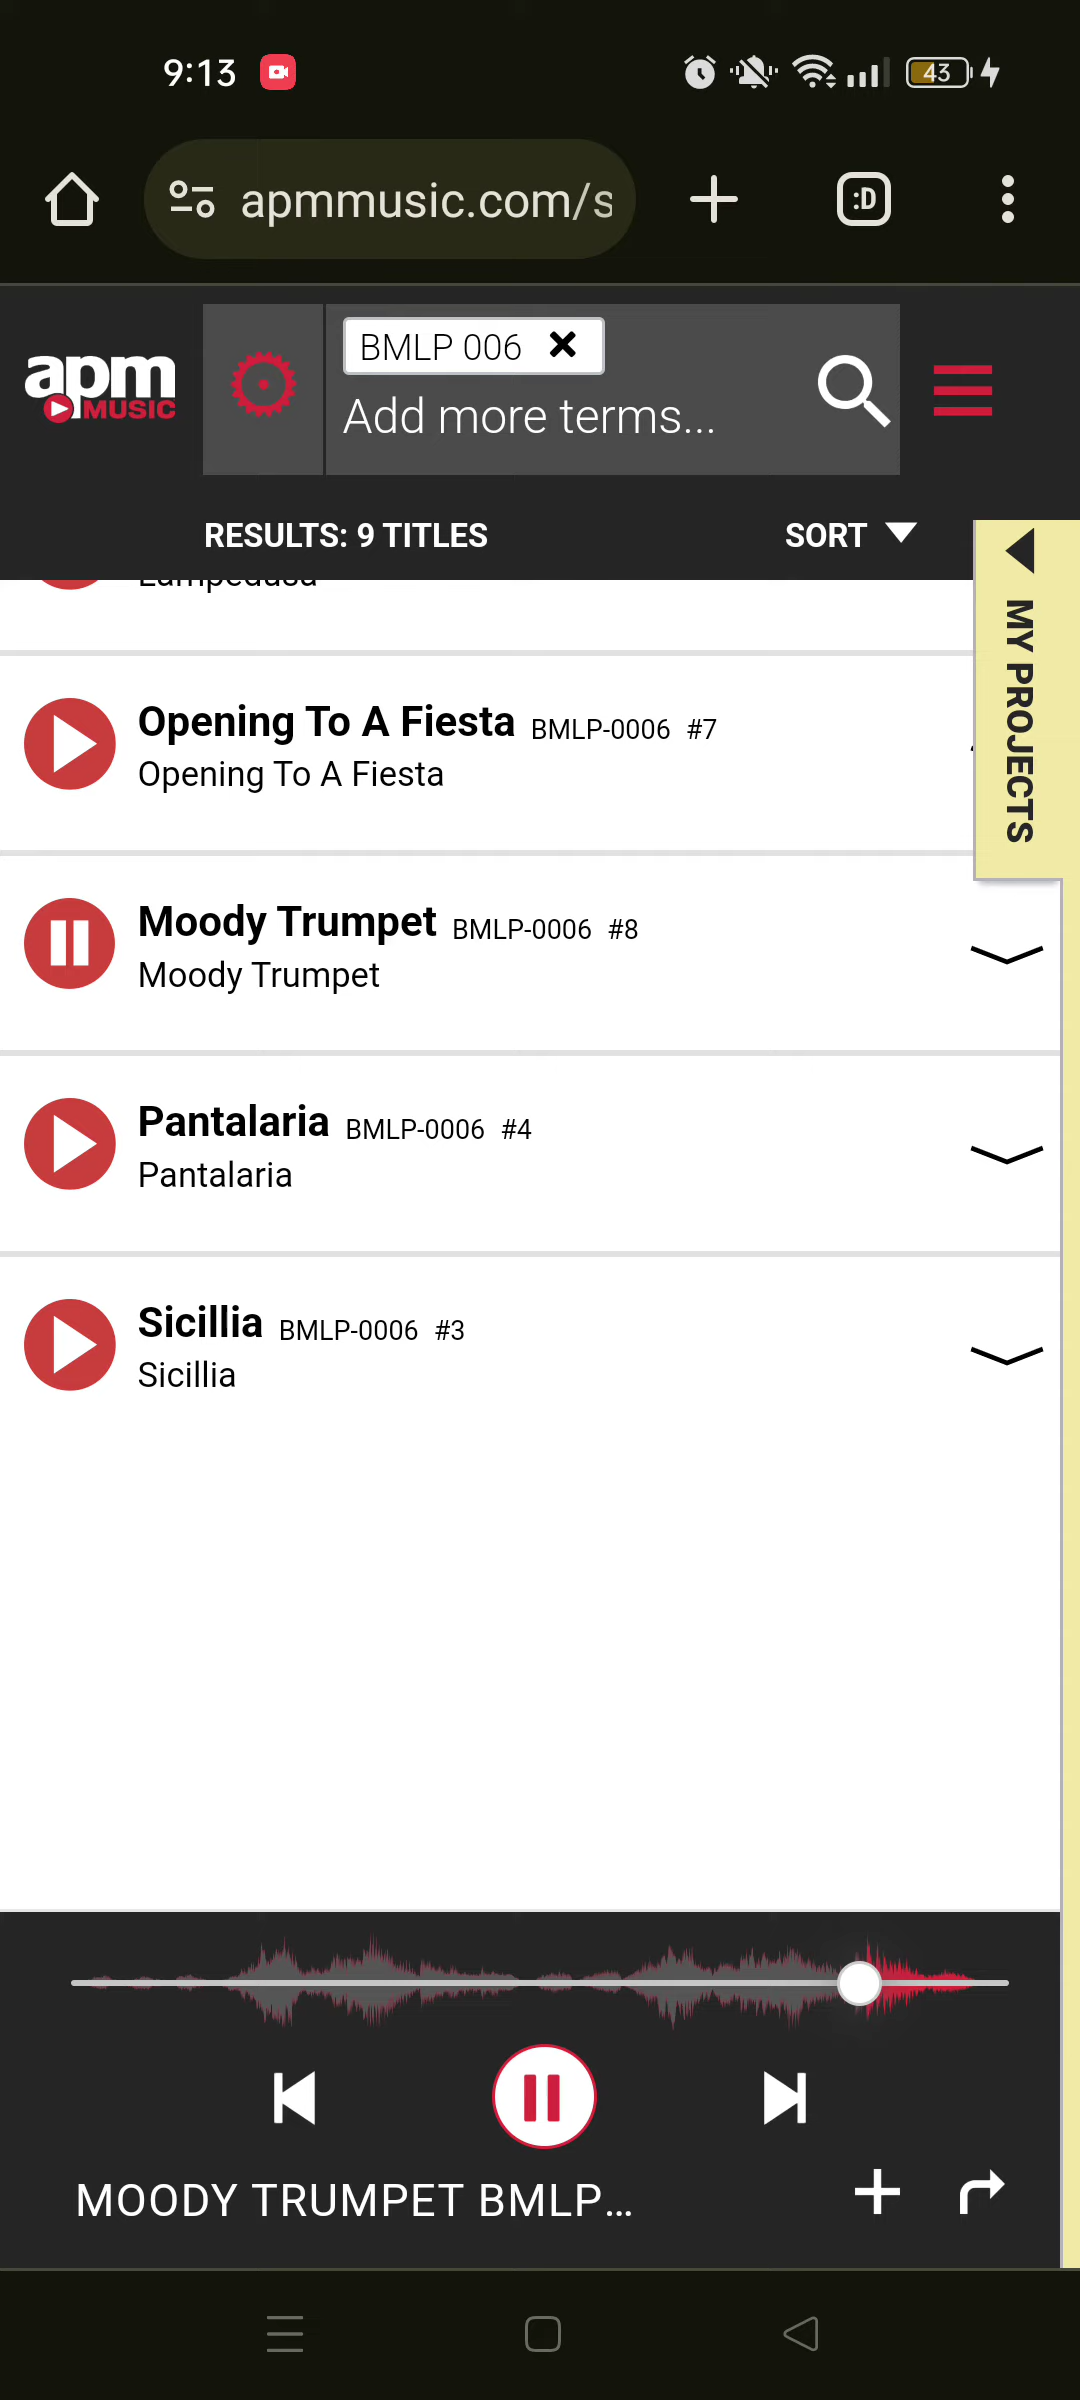 9:13
43
apmmusic.com/s
:D
apm
MUSIC
BMLP 006
Add more terms...
RESULTS: 9 TITLES
SORT
Lampedusa
MY PROJECTS
Opening To A Fiesta BMLP-0006 #7
Opening To A Fiesta
Moody Trumpet BMLP-0006 #8
Moody Trumpet
Pantalaria BMLP-0006 #4
Pantalaria
Sicillia BMLP-0006 #3
Sicillia
MOODY TRUMPET BMLP...